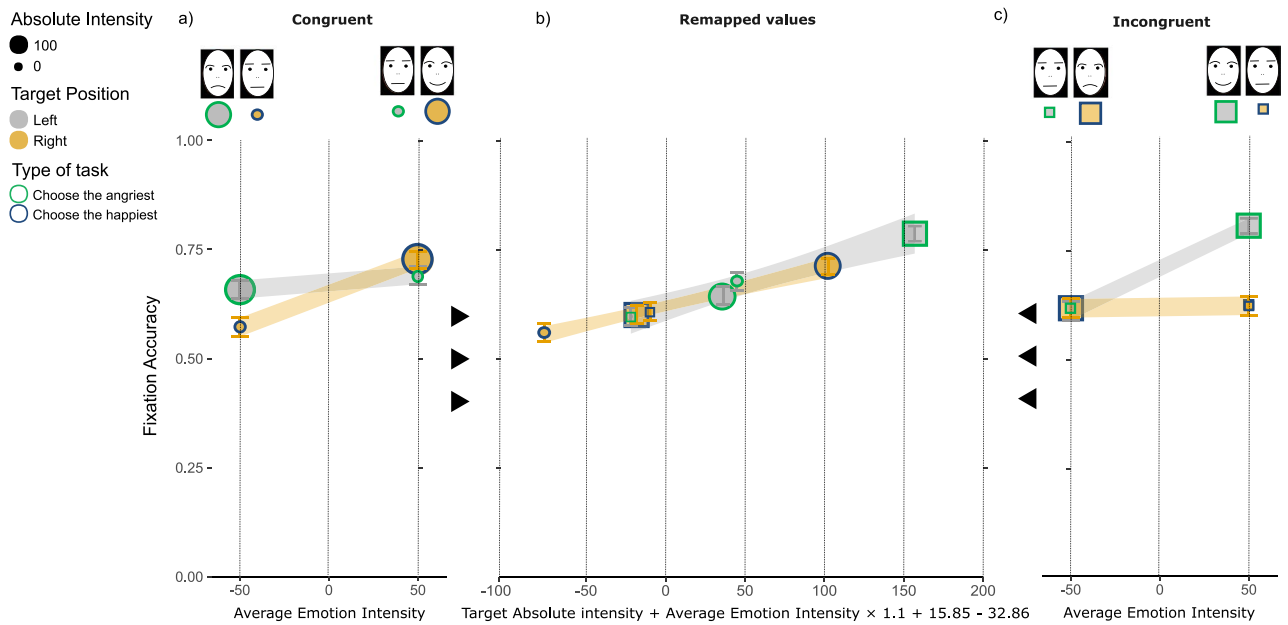 Absolute Intensity
100
0
Target Position
Left
Right
Type of task
Choose the angriest
Choose the happiest
a)
Congruent
b)
Remapped values
c)
Incongruent
Fixation Accuracy
1.00
0.75
0.50
0.25
0.00
-50
0
50
Average Emotion Intensity
-100
-50
0
50
100
150
200
Target Absolute intensity + Average Emotion Intensity × 1.1 + 15.85 - 32.86
-50
0
50
Average Emotion Intensity